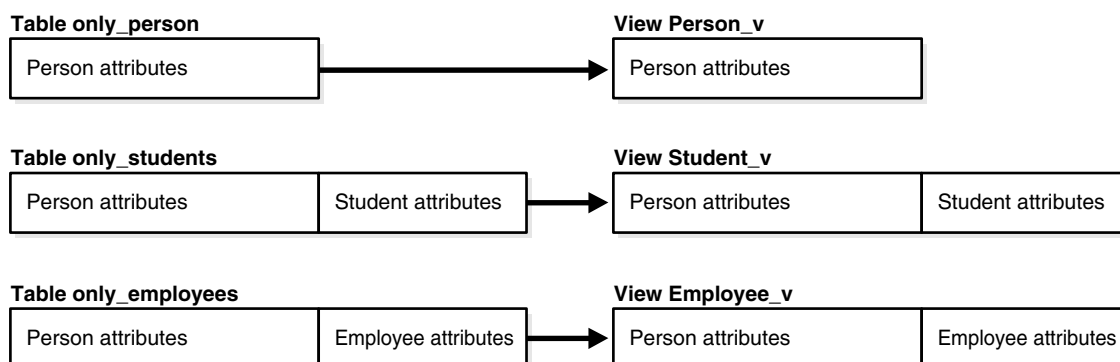 Table only_person
View Person_v
Person attributes
Person attributes
Table only_students
View Student_v
Person attributes
Student attributes
Person attributes
Student attributes
Table only_employees
View Employee_v
Person attributes
Employee attributes
Person attributes
Employee attributes